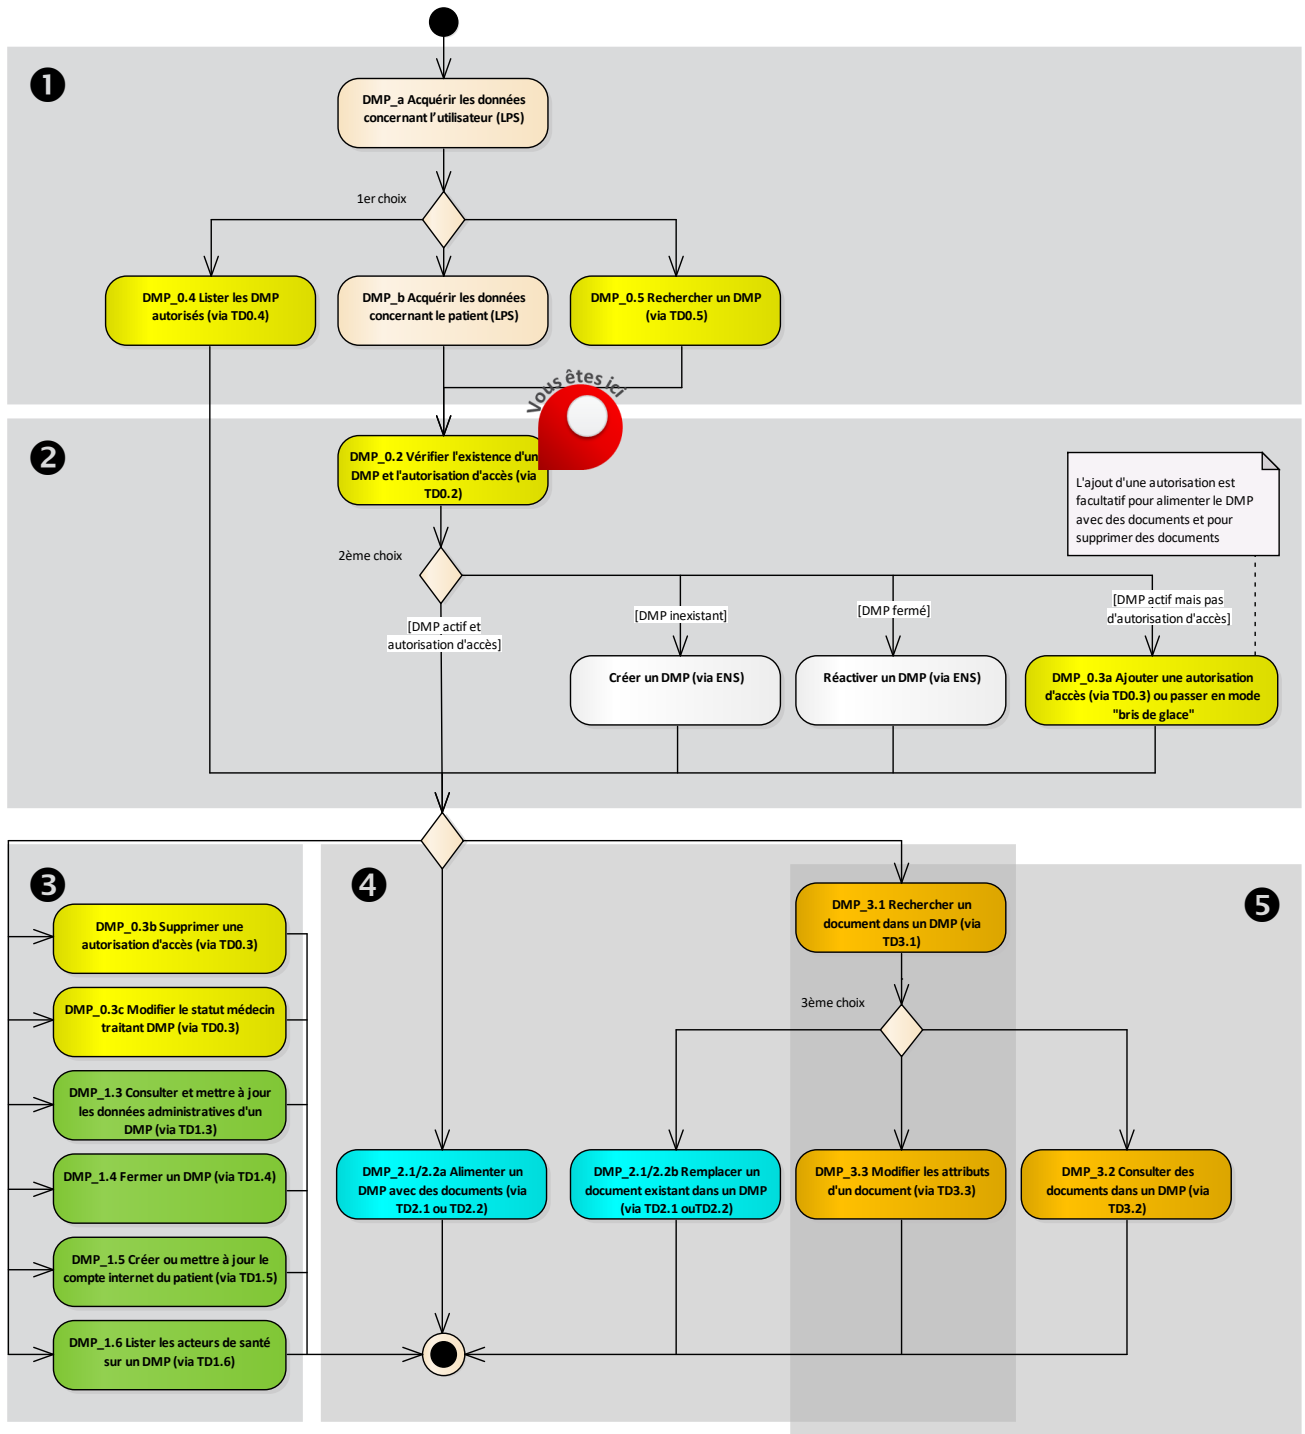 ❶
DMP_a Acquérir les données
concernant l'utilisateur (LPS)
1er choix
DMP_0.4 Lister les DMP
autorisés (via TD0.4)
DMP_b Acquérir les données
concernant le patient (LPS)
DMP_0.5 Rechercher un DMP
(via TD0.5)
Vous êtes ici
❷
DMP_0.2 Vérifier l'existence d'un
DMP et l'autorisation d'accès (via
TD0.2)
L'ajout d'une autorisation est
facultatif pour alimenter le DMP
avec des documents et pour
supprimer des documents
2ème choix
[DMP actif et
autorisation d'accès]
[DMP inexistant]
[DMP fermé]
[DMP actif mais pas
d'autorisation d'accès]
Créer un DMP (via ENS)
Réactiver un DMP (via ENS)
DMP_0.3a Ajouter une autorisation
d'accès (via TD0.3) ou passer en mode
"bris de glace"
❸
DMP_0.3b Supprimer une
autorisation d'accès (via TD0.3)
DMP_0.3c Modifier le statut médecin
traitant DMP (via TD0.3)
DMP_1.3 Consulter et mettre à jour
les données administratives d'un
DMP (via TD1.3)
DMP_1.4 Fermer un DMP (via TD1.4)
DMP_1.5 Créer ou mettre à jour le
compte internet du patient (via TD1.5)
DMP_1.6 Lister les acteurs de santé
sur un DMP (via TD1.6)
❹
❺
DMP_3.1 Rechercher un
document dans un DMP (via
TD3.1)
3ème choix
DMP_2.1/2.2a Alimenter un
DMP avec des documents (via
TD2.1 ou TD2.2)
DMP_2.1/2.2b Remplacer un
document existant dans un DMP
(via TD2.1 ouTD2.2)
DMP_3.3 Modifier les attributs
d'un document (via TD3.3)
DMP_3.2 Consulter des
documents dans un DMP (via
TD3.2)